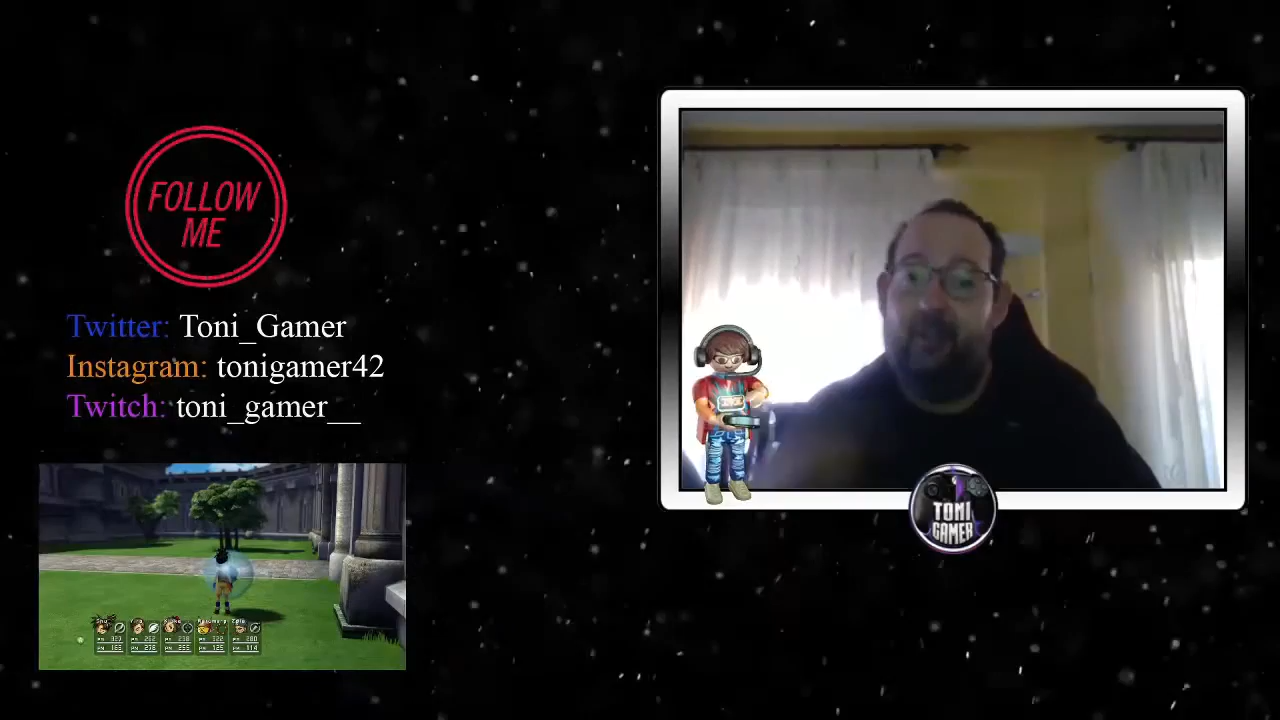 FOLLOW
ME
Twitter: Toni_Gamer
Instagram: tonigamer42
Twitch: toni_gamer__
TONI
GAMER